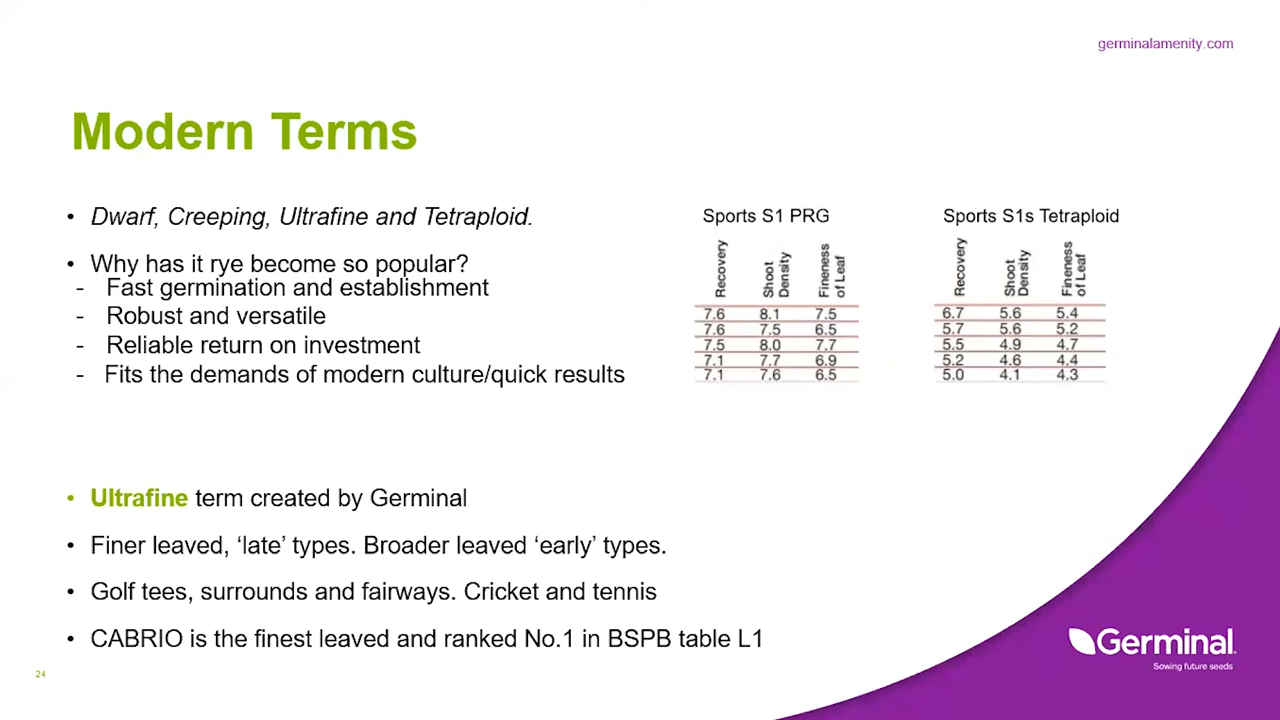 germinalamenity.com
Modern Terms
• Dwarf, Creeping, Ultrafine and Tetraploid.
• Why has it rye become so popular?
- Fast germination and establishment
- Robust and versatile
- Reliable return on investment
- Fits the demands of modern culture/quick results
Sports S1 PRG
Recovery Shoot Density Fineness of Leaf
7.6 8.1 7.5
7.6 7.5 6.5
7.5 8.0 7.7
7.1 7.7 6.9
7.1 7.6 6.5
Sports S1s Tetraploid
Recovery Shoot Density Fineness of Leaf
6.7 5.6 5.4
5.7 5.6 5.2
5.5 4.9 4.7
5.2 4.6 4.4
5.0 4.1 4.3
• Ultrafine term created by Germinal
• Finer leaved, ‘late’ types. Broader leaved ‘early’ types.
• Golf tees, surrounds and fairways. Cricket and tennis
• CABRIO is the finest leaved and ranked No.1 in BSPB table L1
24
Germinal
Sowing future seeds